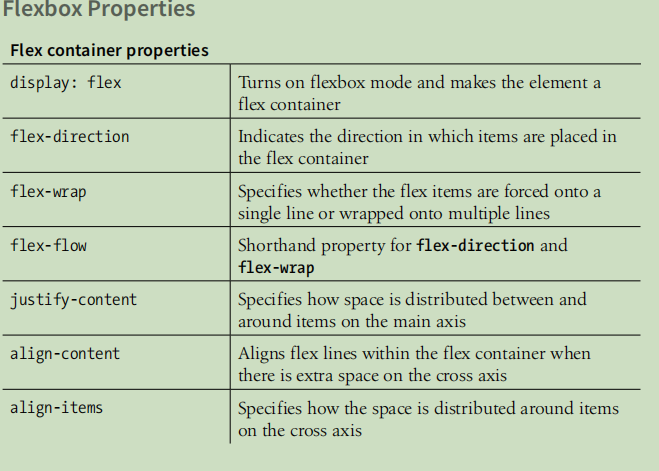 Flexbox Properties
Flex container properties
display: flex
Turns on flexbox mode and makes the element a
flex container
flex-direction
Indicates the direction in which items are placed in
the flex container
flex-wrap
Specifies whether the flex items are forced onto a
single line or wrapped onto multiple lines
flex-flow
Shorthand property for flex-direction and
flex-wrap
justify-content
Specifies how space is distributed between and
around items on the main axis
align-content
Aligns flex lines within the flex container when
there is extra space on the cross axis
align-items
Specifies how the space is distributed around items
on the cross axis